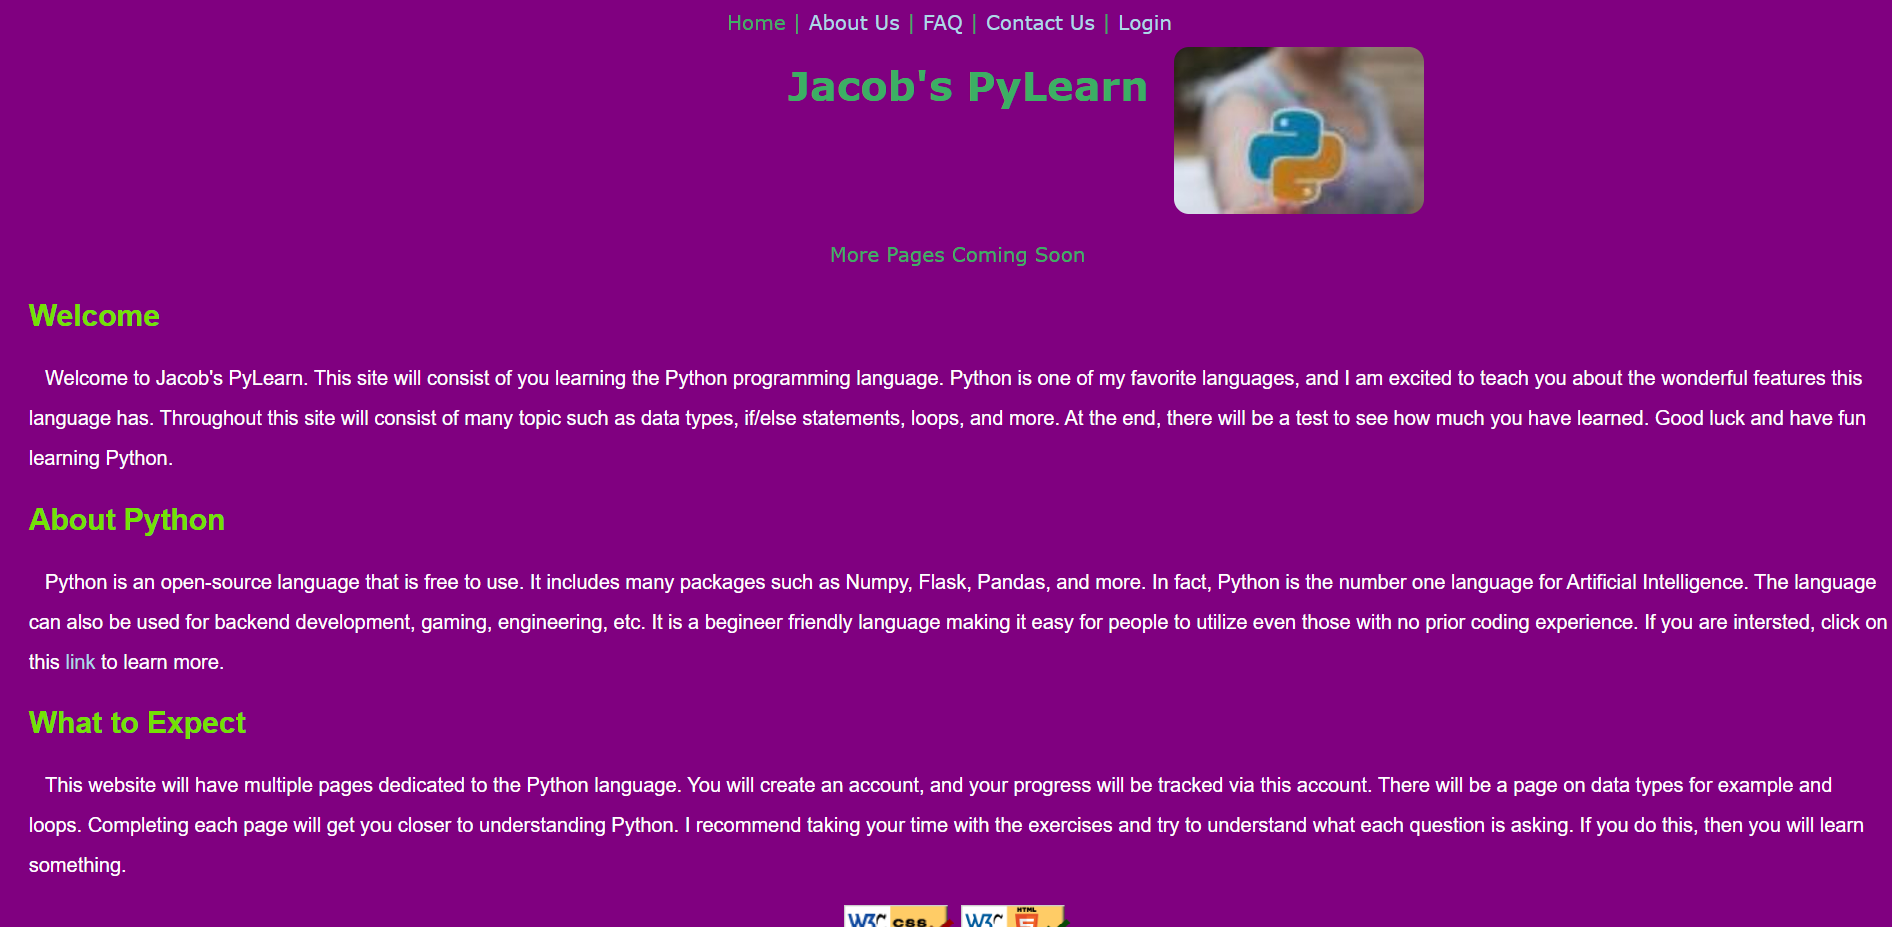 Home | About Us | FAQ | Contact Us | Login
Jacob's PyLearn
More Pages Coming Soon
Welcome
Welcome to Jacob's PyLearn. This site will consist of you learning the Python programming language. Python is one of my favorite languages, and I am excited to teach you about the wonderful features this
language has. Throughout this site will consist of many topic such as data types, if/else statements, loops, and more. At the end, there will be a test to see how much you have learned. Good luck and have fun
learning Python.
About Python
Python is an open-source language that is free to use. It includes many packages such as Numpy, Flask, Pandas, and more. In fact, Python is the number one language for Artificial Intelligence. The language
can also be used for backend development, gaming, engineering, etc. It is a begineer friendly language making it easy for people to utilize even those with no prior coding experience. If you are intersted, click on
this link to learn more.
What to Expect
This website will have multiple pages dedicated to the Python language. You will create an account, and your progress will be tracked via this account. There will be a page on data types for example and
loops. Completing each page will get you closer to understanding Python. I recommend taking your time with the exercises and try to understand what each question is asking. If you do this, then you will learn
something.
W3C CSS W3C HTML 5